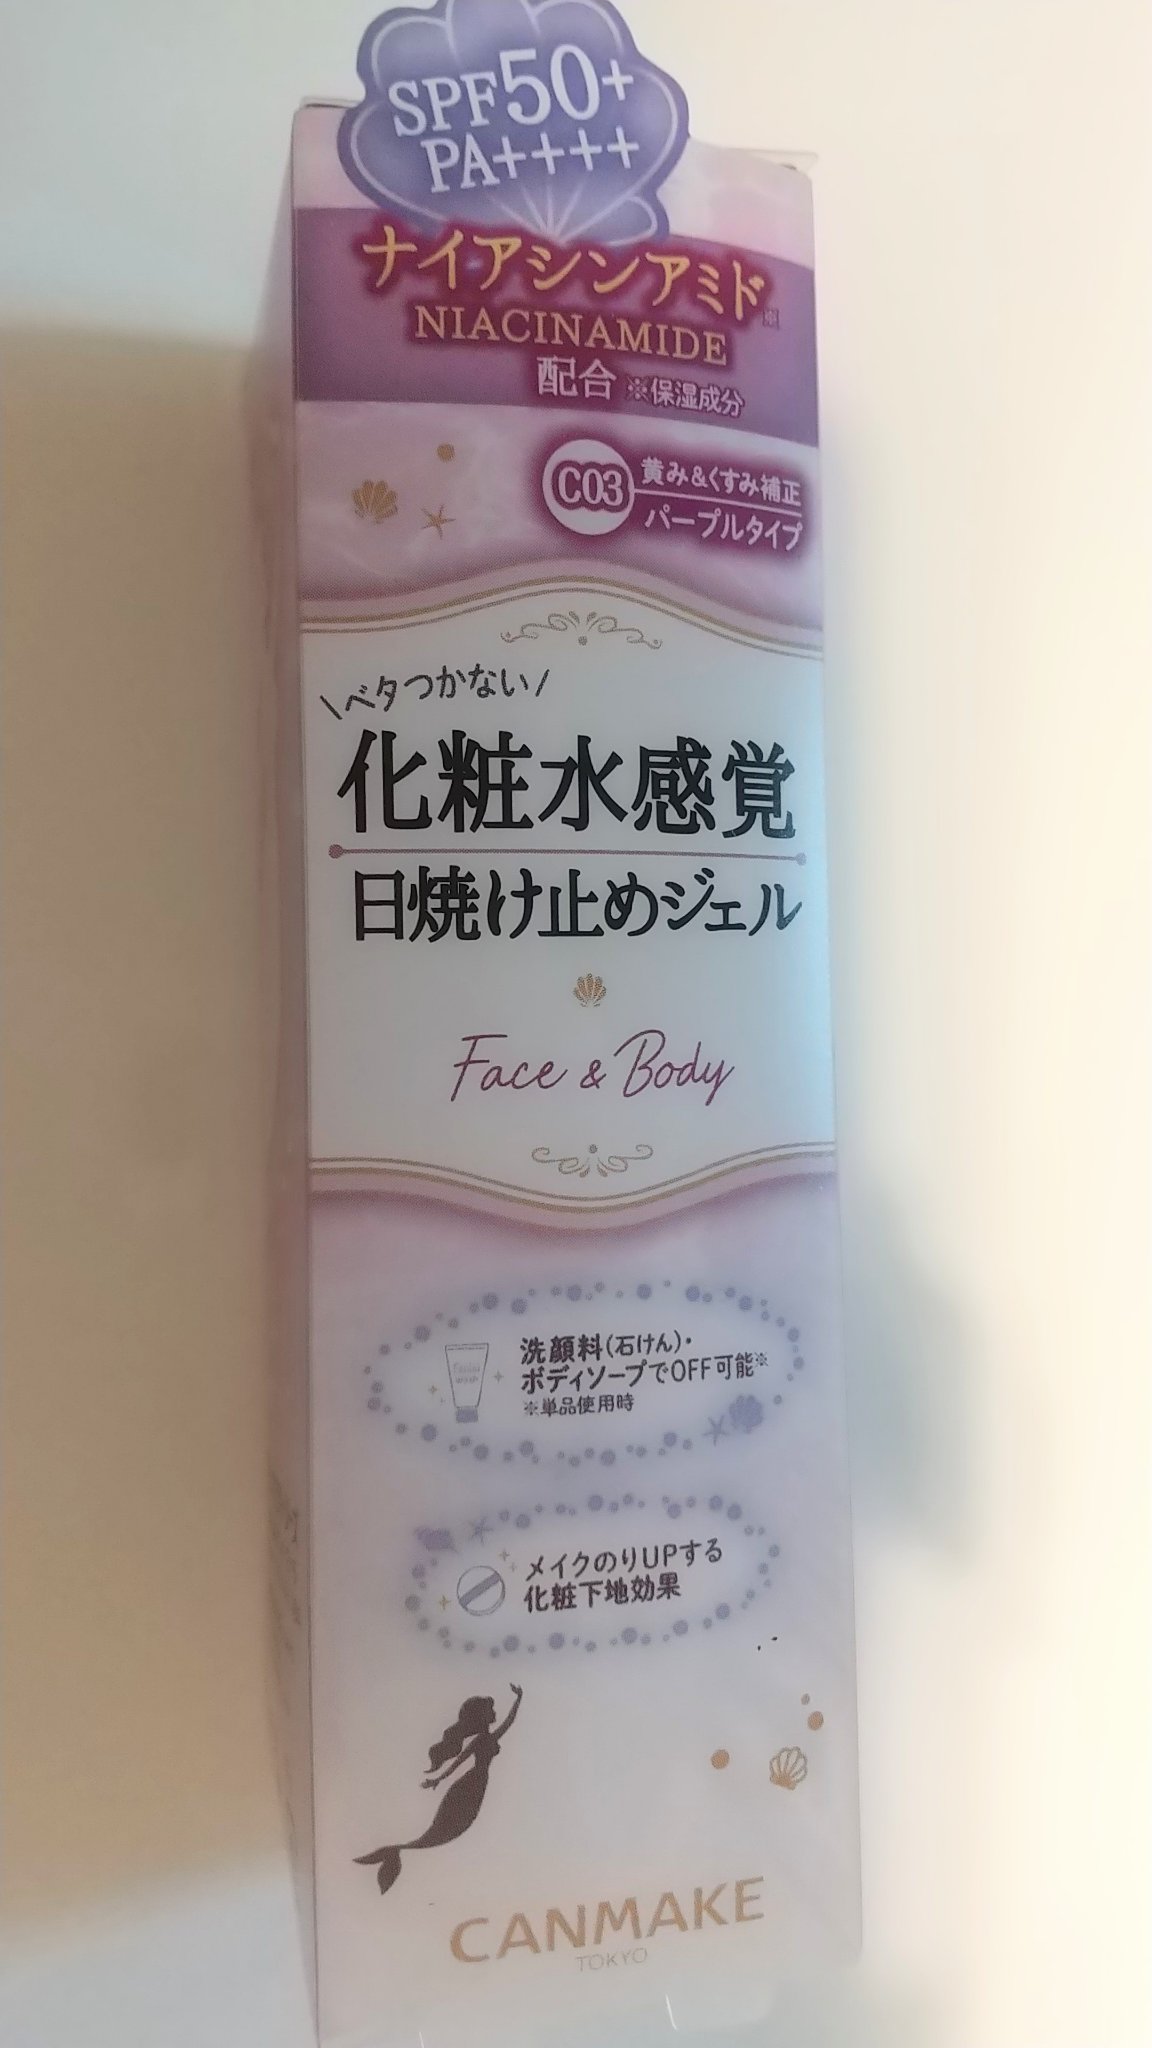 SPF50+
PA++++
ナイアシンアミド※
NIACINAMIDE
配合 ※保湿成分
C03 黄み&くすみ補正
パープルタイプ
\ベタつかない/
化粧水感覚
日焼け止めジェル
Face & Body
Facial
wash
洗顔料(石けん)・
ボディソープでOFF可能※
※単品使用時
メイクのりUPする
化粧下地効果
CANMAKE
TOKYO